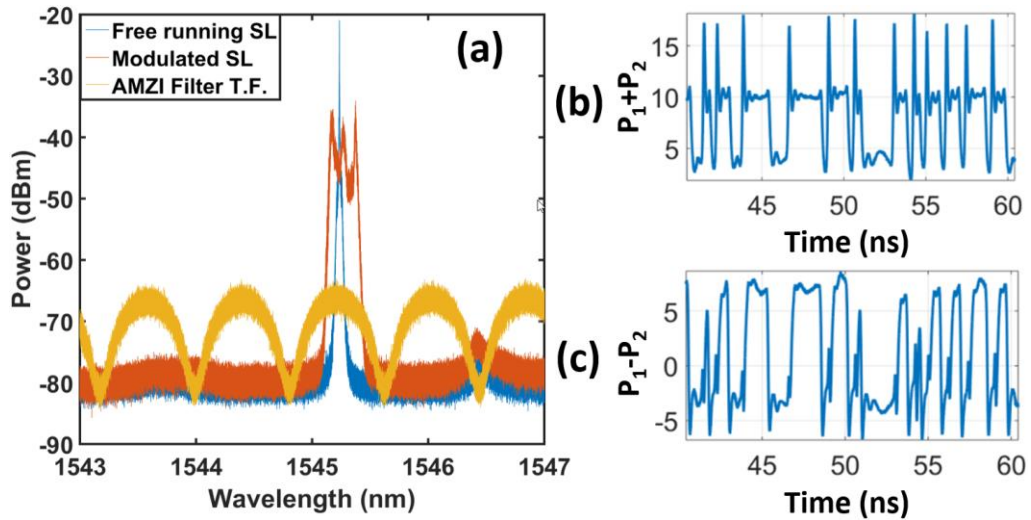 (a)
Free running SL
Modulated SL
AMZI Filter T.F.
Power (dBm)
-20
-30
-40
-50
-60
-70
-80
-90
1543
1544
1545
1546
1547
Wavelength (nm)
(b)
P₁+P₂
15
10
5
45
50
55
60
Time (ns)
(c)
P₁-P₂
5
0
-5
45
50
55
60
Time (ns)